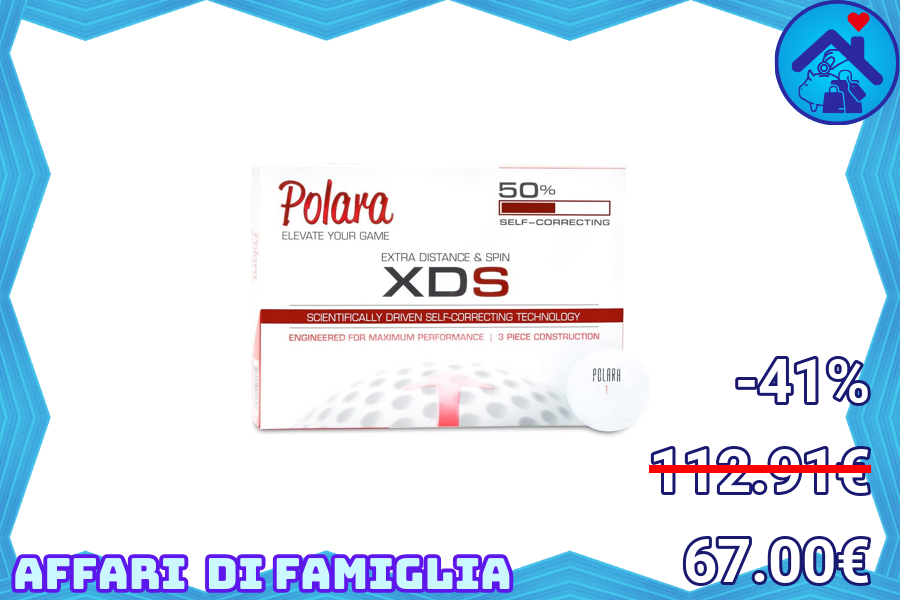 Polara
ELEVATE YOUR GAME
50%
SELF-CORRECTING
EXTRA DISTANCE & SPIN
XDS
SCIENTIFICALLY DRIVEN SELF-CORRECTING TECHNOLOGY
ENGINEERED FOR MAXIMUM PERFORMANCE | 3 PIECE CONSTRUCTION
POLARA
1
-41%
112.91€
67.00€
AFFARI DI FAMIGLIA